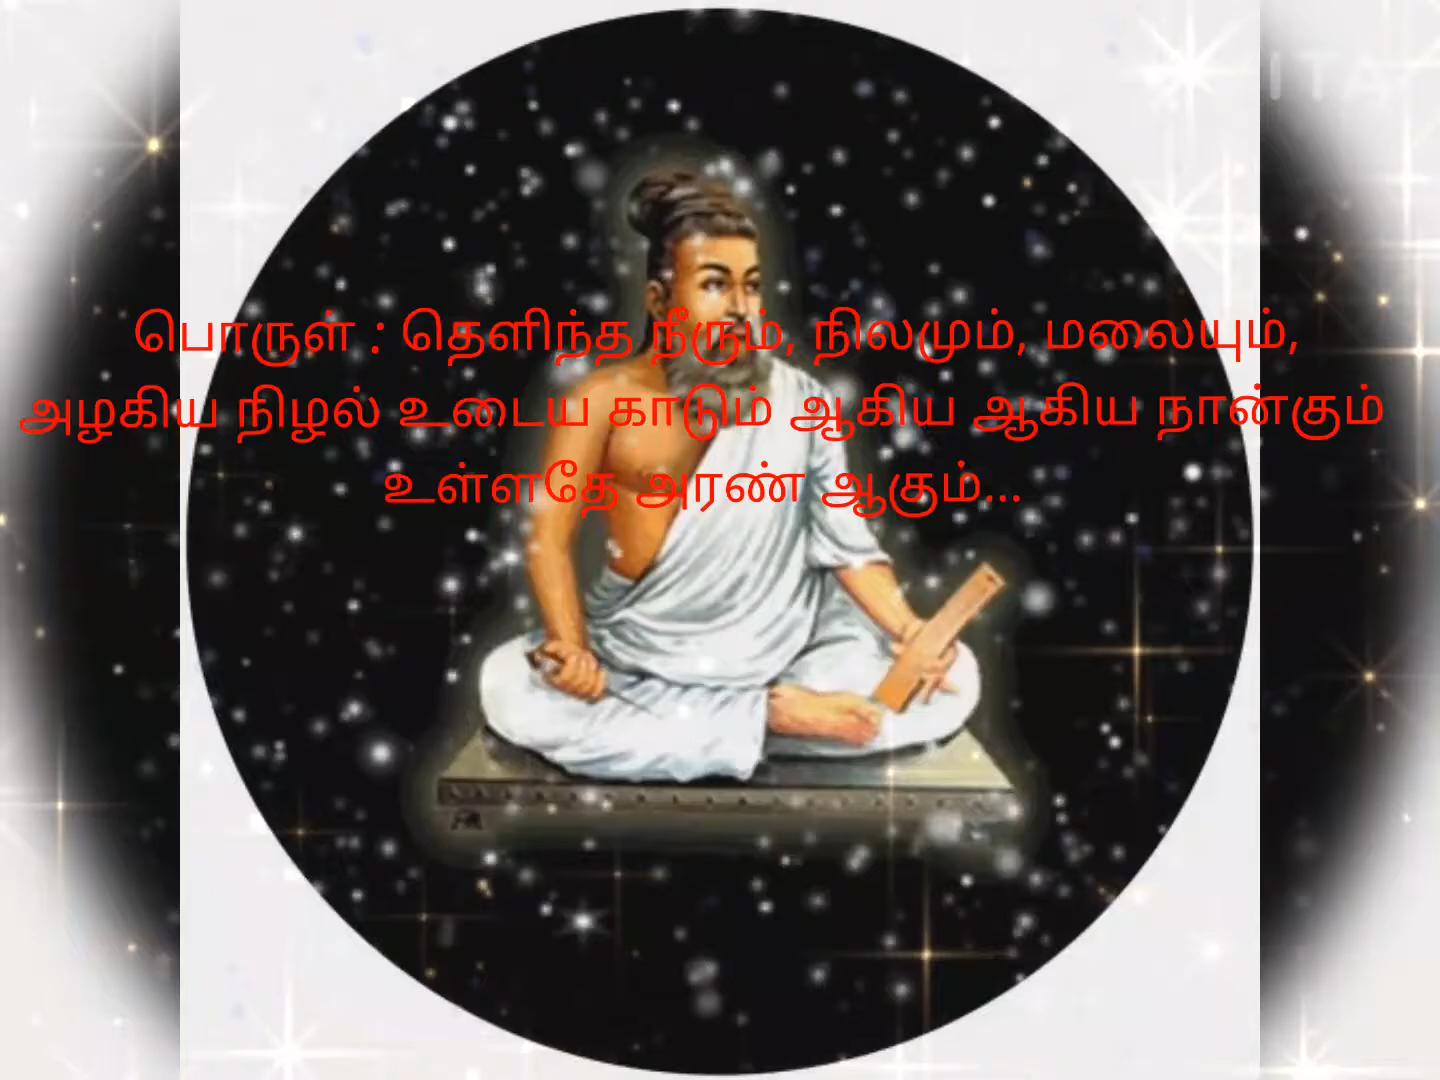 பொருள் : தெளிந்த நீரும், நிலமும், மலையும்,
அழகிய நிழல் உடைய காடும் ஆகிய ஆகிய நான்கும்
உள்ளதே அரண் ஆகும்...